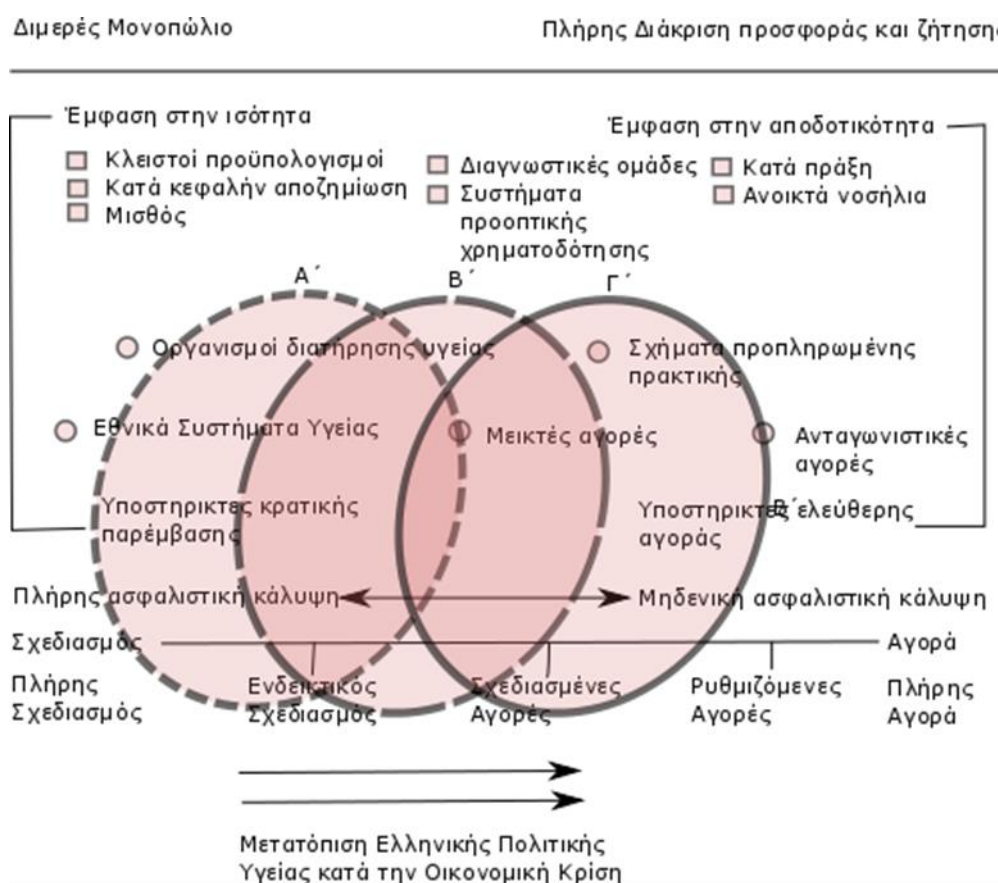 Διμερές Μονοπώλιο
Πλήρης Διάκριση προσφοράς και ζήτησης
Έμφαση στην ισότητα
Κλειστοί προϋπολογισμοί
Κατά κεφαλήν αποζημίωση
Μισθός
Διαγνωστικές ομάδες
Συστήματα
προοπτικής
χρηματοδότησης
Έμφαση στην αποδοτικότητα
Κατά πράξη
Ανοικτά νοσήλια
Α΄
Β΄
Γ΄
Οργανισμοί διατήρησης υγείας
Σχήματα προπληρωμένης
πρακτικής
Εθνικά Συστήματα Υγείας
Μεικτές αγορές
Ανταγωνιστικές
αγορές
Υποστηρικτες κρατικής
παρέμβασης
Υποστηρικτες ελεύθερης
αγοράς
Β΄
Πλήρης ασφαλιστική κάλυψη
Μηδενική ασφαλιστική κάλυψη
Σχεδιασμός
Αγορά
Πλήρης
Σχεδιασμός
Ενδεικτικός
Σχεδιασμός
Σχεδιασμένες
Αγορές
Ρυθμιζόμενες
Αγορές
Πλήρης
Αγορά
Μετατόπιση Ελληνικής Πολιτικής
Υγείας κατά την Οικονομική Κρίση